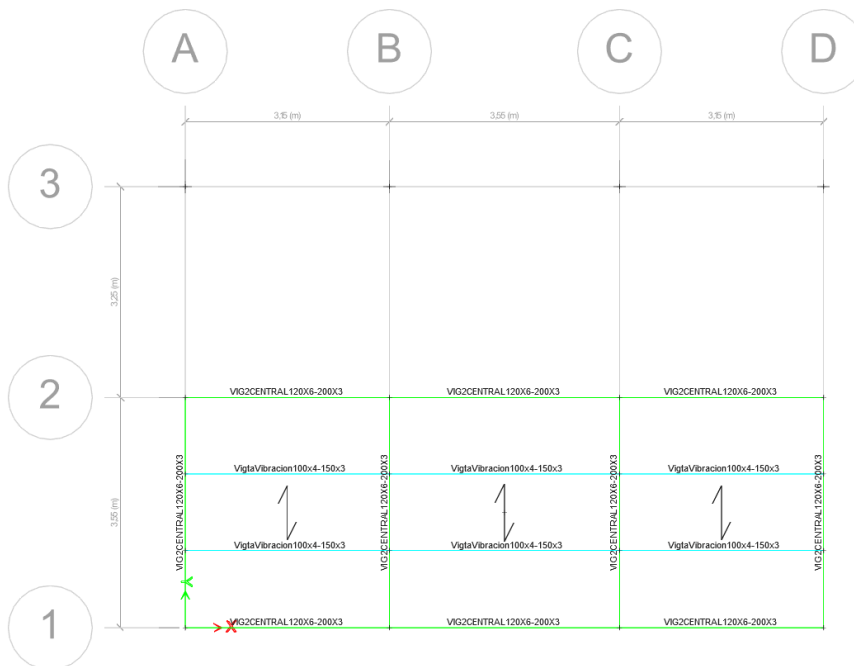 A B C D
3,15 (m) 3,55 (m) 3,15 (m)
3
3,25 (m)
2
VIG2CENTRAL120X6-200X3 VIG2CENTRAL120X6-200X3 VIG2CENTRAL120X6-200X3
VIG2CENTRAL120X6-200X3 VIG2CENTRAL120X6-200X3 VIG2CENTRAL120X6-200X3 VIG2CENTRAL120X6-200X3
VigtaVibracion100x4-150x3 VigtaVibracion100x4-150x3 VigtaVibracion100x4-150x3
3,55 (m)
VigtaVibracion100x4-150x3 VigtaVibracion100x4-150x3 VigtaVibracion100x4-150x3
Y
1
X
VIG2CENTRAL120X6-200X3 VIG2CENTRAL120X6-200X3 VIG2CENTRAL120X6-200X3